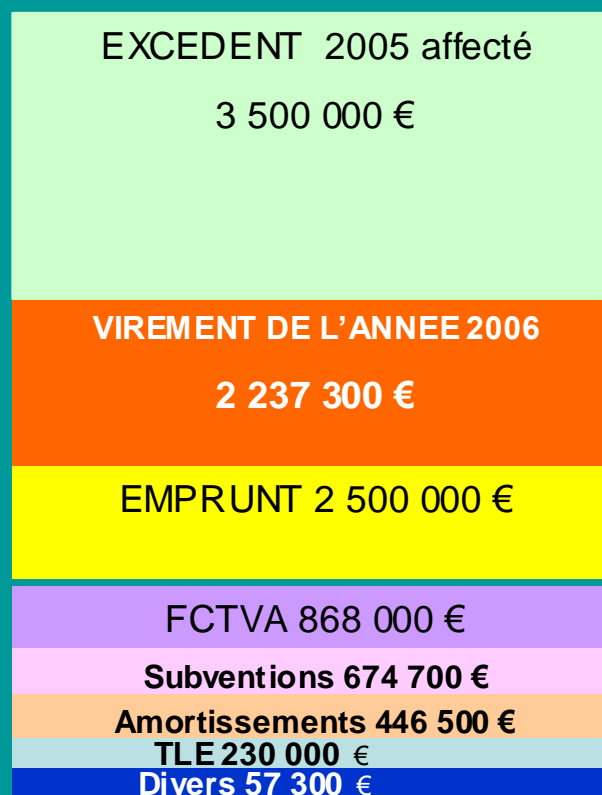 EXCEDENT 2005 affecté
3 500 000 €
VIREMENT DE L'ANNEE 2006
2 237 300 €
EMPRUNT 2 500 000 €
FCTVA 868 000 €
Subventions 674 700 €
Amortissements 446 500 €
TLE 230 000 €
Divers 57 300 €